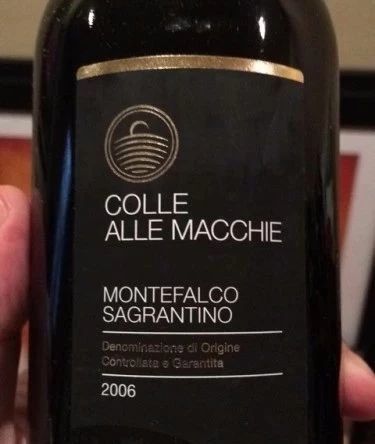 COLLE
ALLE MACCHIE
MONTEFALCO
SAGRANTINO
Denominazione di Origine
Controllata e Garantita
2006